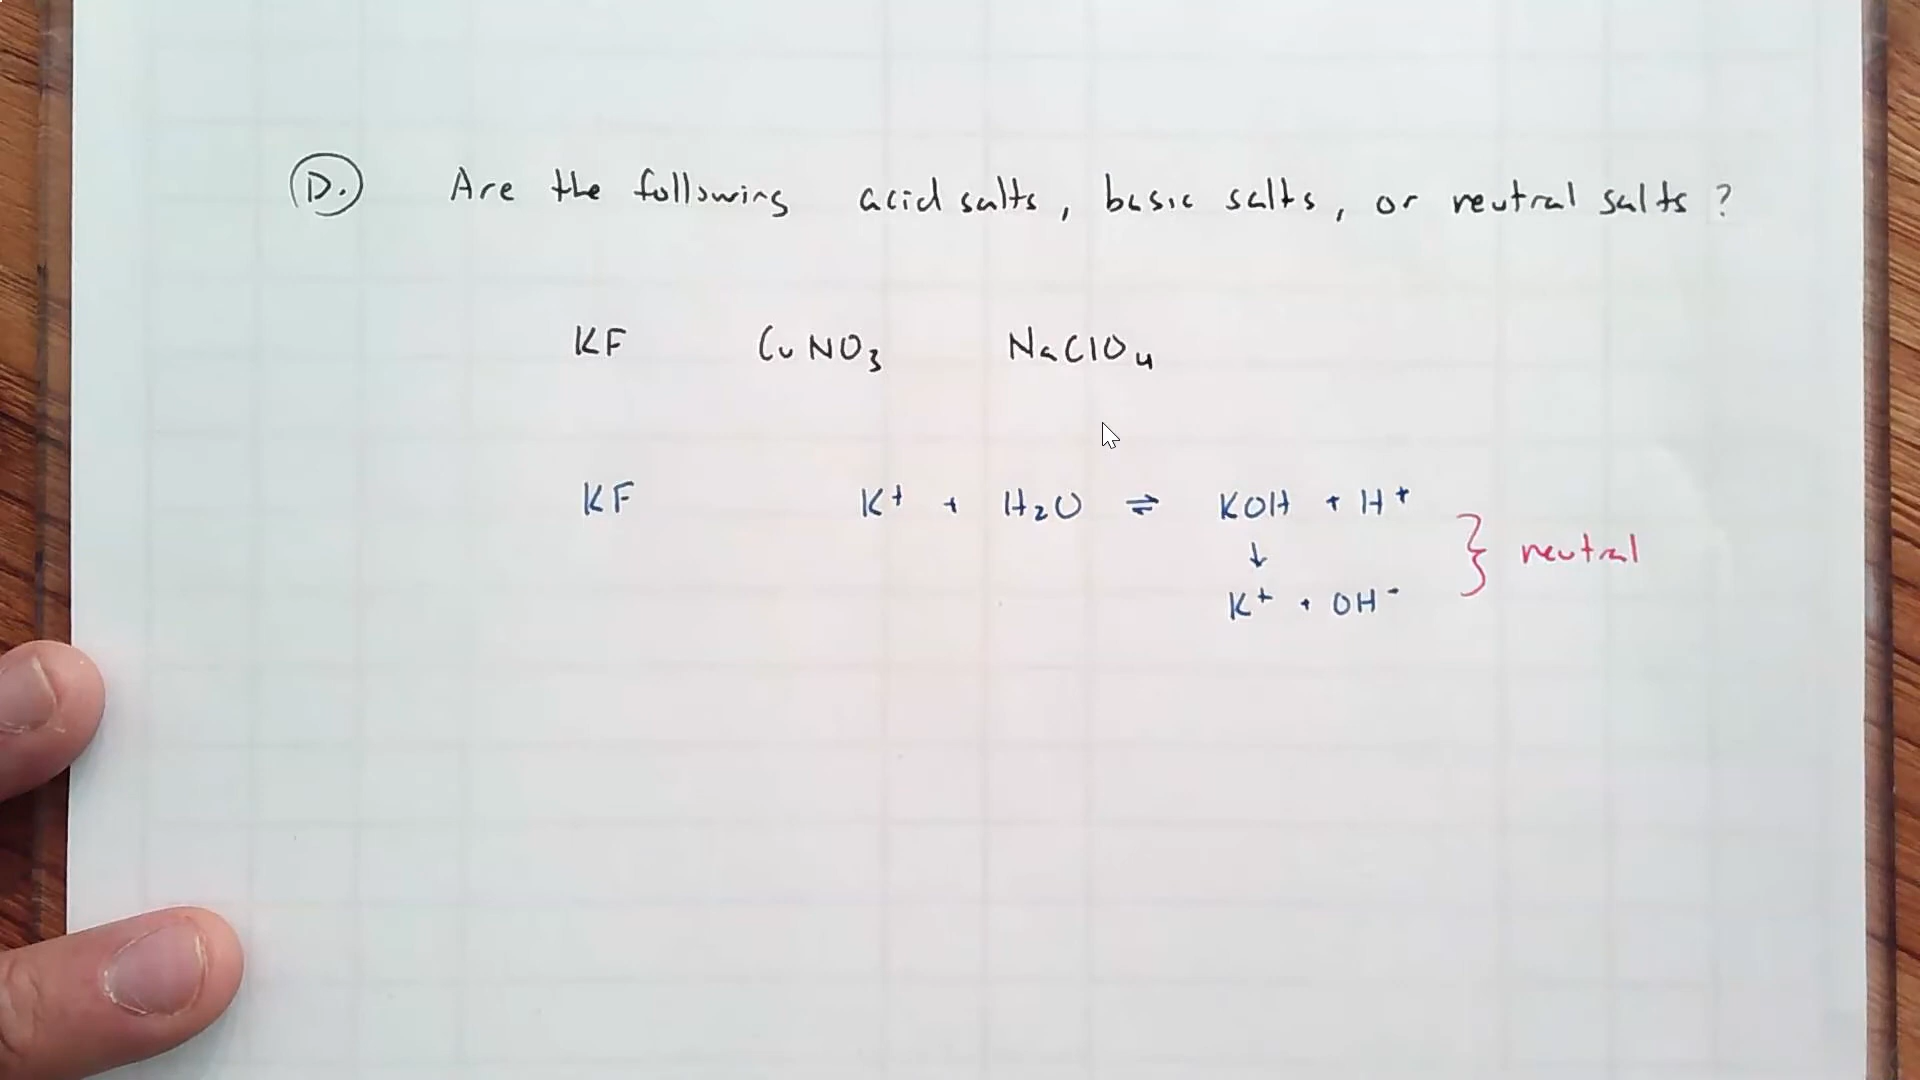 D. Are the following acid salts, basic salts, or neutral salts?
KF CuNO₃ NaClO₄
KF K⁺ + H₂O ⇌ KOH + H⁺
↓
K⁺ + OH⁻
} neutral